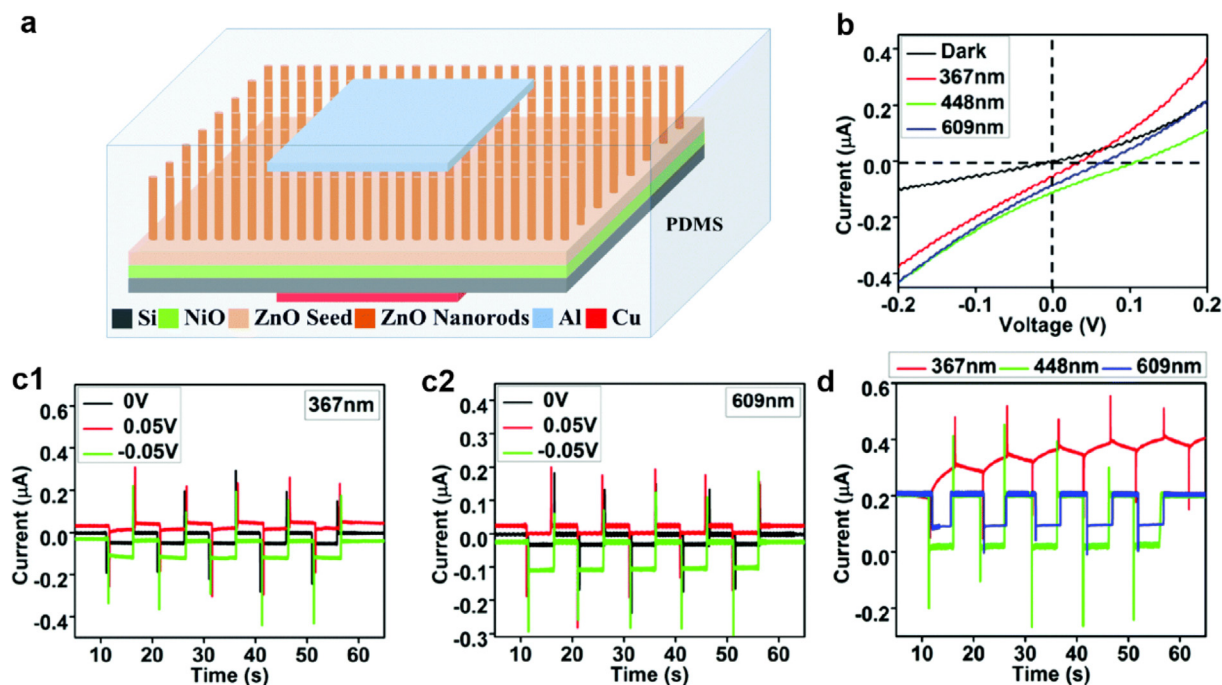 a
PDMS
Si NiO ZnO Seed ZnO Nanorods Al Cu
b
Dark
367nm
448nm
609nm
Current (μA)
0.4
0.2
0.0
-0.2
-0.4
-0.2 -0.1 0.0 0.1 0.2
Voltage (V)
c1
0V
0.05V
-0.05V
367nm
Current (μA)
0.6
0.4
0.0
-0.2
-0.4
10 20 30 40 50 60
Time (s)
c2
0V
0.05V
-0.05V
609nm
Current (μA)
0.4
0.3
0.2
0.1
0.0
-0.1
-0.2
-0.3
10 20 30 40 50 60
Time (s)
d
367nm 448nm 609nm
Current (μA)
0.6
0.4
0.2
0.0
-0.2
10 20 30 40 50 60
Time (s)